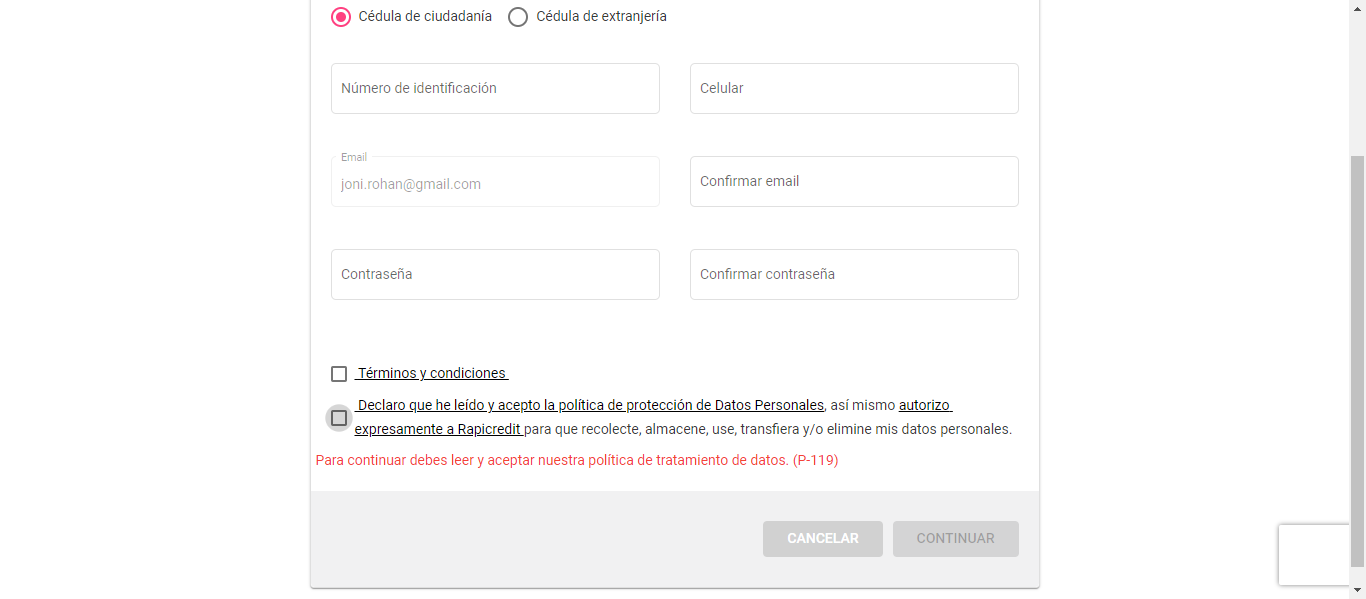 Cédula de ciudadanía Cédula de extranjería
Número de identificación Celular
Email
joni.rohan@gmail.com Confirmar email
Contraseña Confirmar contraseña
Términos y condiciones
Declaro que he leído y acepto la política de protección de Datos Personales, así mismo autorizo
expresamente a Rapicredit para que recolecte, almacene, use, transfiera y/o elimine mis datos personales.
Para continuar debes leer y aceptar nuestra política de tratamiento de datos. (P-119)
CANCELAR CONTINUAR